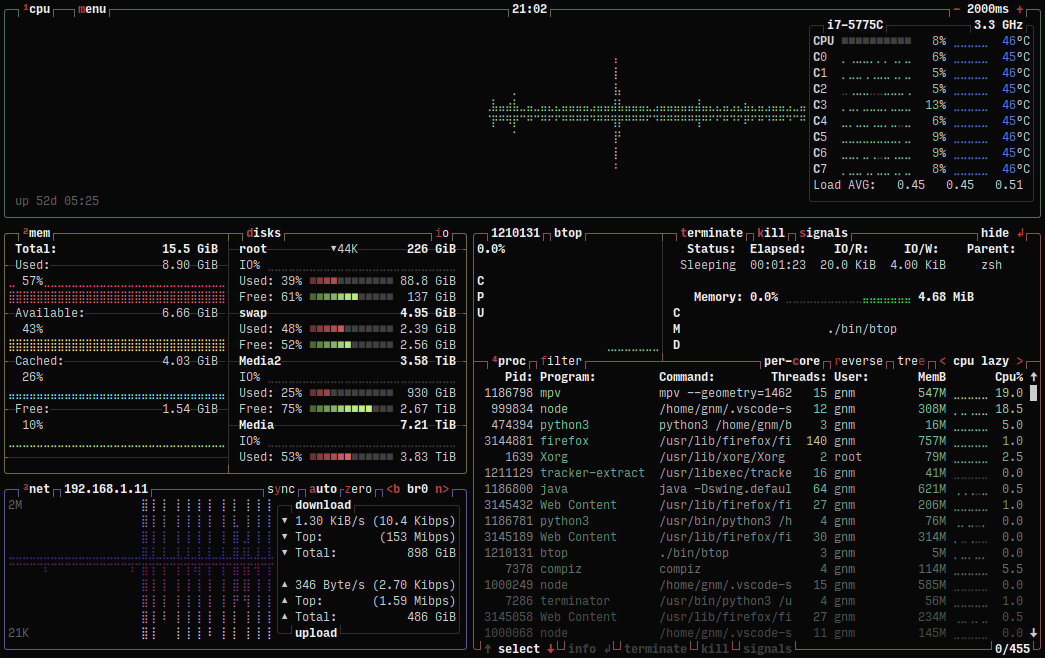 ¹cpu menu 21:02 - 2000ms +
i7-5775C 3.3 GHz
CPU 8% 46°C
C0 6% 45°C
C1 5% 46°C
C2 5% 46°C
C3 13% 46°C
C4 6% 46°C
C5 9% 46°C
C6 9% 45°C
C7 8% 45°C
Load AVG: 0.45 0.45 0.51
up 52d 05:25
²mem
Total: 15.5 GiB
Used: 8.90 GiB
57%
Available: 6.66 GiB
43%
Cached: 4.03 GiB
26%
Free: 1.54 GiB
10%
disks io
root ▼44K 226 GiB
IO%
Used: 39% 88.8 GiB
Free: 61% 137 GiB
swap 4.95 GiB
Used: 48% 2.39 GiB
Free: 52% 2.56 GiB
Media2 3.58 TiB
IO%
Used: 25% 930 GiB
Free: 75% 2.67 TiB
Media 7.21 TiB
IO%
Used: 53% 3.83 TiB
³net 192.168.1.11 sync auto zero <b br0 n>
2M
21K
download
▼ 1.30 KiB/s (10.4 Kibps)
▼ Top: (153 Mibps)
▼ Total: 898 GiB
▲ 346 Byte/s (2.70 Kibps)
▲ Top: (1.59 Mibps)
▲ Total: 486 GiB
upload
1210131 btop terminate kill signals hide ↲
0.0% Status: Elapsed: IO/R: IO/W: Parent:
Sleeping 00:01:23 20.0 KiB 4.00 KiB zsh
C
P
U
Memory: 0.0% 4.68 MiB
C
M
D
./bin/btop
⁴proc filter per-core reverse tree < cpu lazy >
Pid: Program: Command: Threads: User: MemB Cpu% ↑
1186798 mpv mpv --geometry=1462 15 gnm 547M 19.0
999834 node /home/gnm/.vscode-s 12 gnm 308M 18.5
474394 python3 python3 /home/gnm/b 3 gnm 16M 5.0
3144881 firefox /usr/lib/firefox/fi 140 gnm 757M 1.0
1639 Xorg /usr/lib/xorg/Xorg 2 root 79M 2.5
1211129 tracker-extract /usr/libexec/tracke 16 gnm 41M 0.0
1186800 java java -Dswing.defaul 64 gnm 621M 0.5
3145432 Web Content /usr/lib/firefox/fi 27 gnm 206M 1.0
1186781 python3 /usr/bin/python3 /h 4 gnm 76M 0.0
3145189 Web Content /usr/lib/firefox/fi 30 gnm 314M 0.0
1210131 btop ./bin/btop 3 gnm 5M 0.0
7378 compiz compiz 4 gnm 114M 5.5
1000249 node /home/gnm/.vscode-s 15 gnm 585M 0.0
7286 terminator /usr/bin/python3 /u 4 gnm 56M 1.0
3145058 Web Content /usr/lib/firefox/fi 27 gnm 234M 0.5
1000068 node /home/gnm/.vscode-s 11 gnm 145M 0.0 ↓
↑ select ↓ info ↲ terminate kill signals 0/455